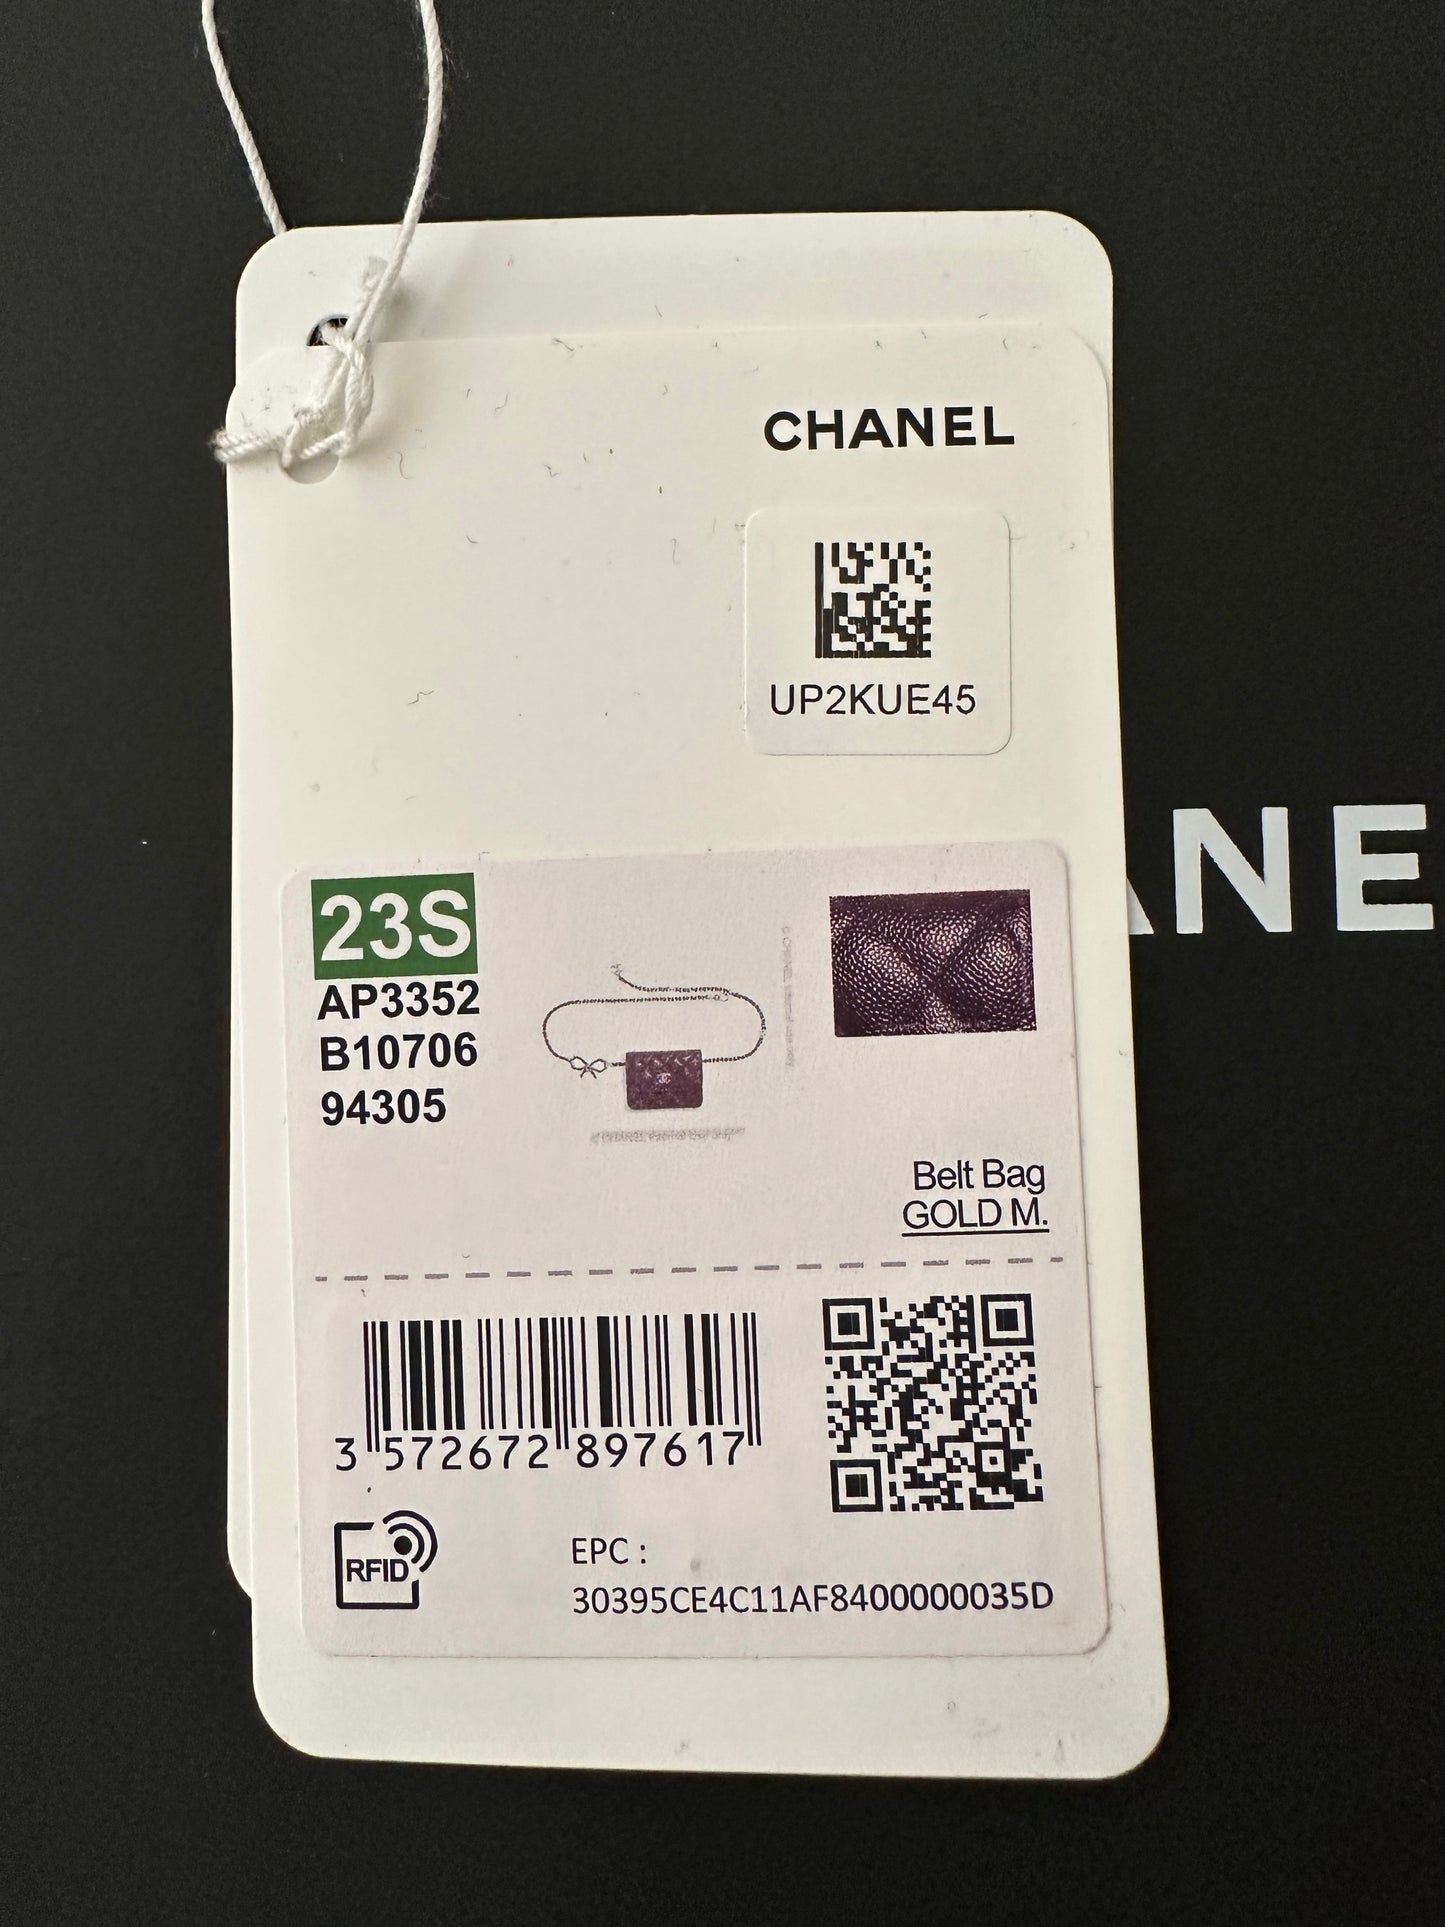 CHANEL
UP2KUE45
ANE
23S
AP3352
B10706
94305
Belt Bag
GOLD M.
3 572672 897617
RFID
EPC :
30395CE4C11AF8400000035D